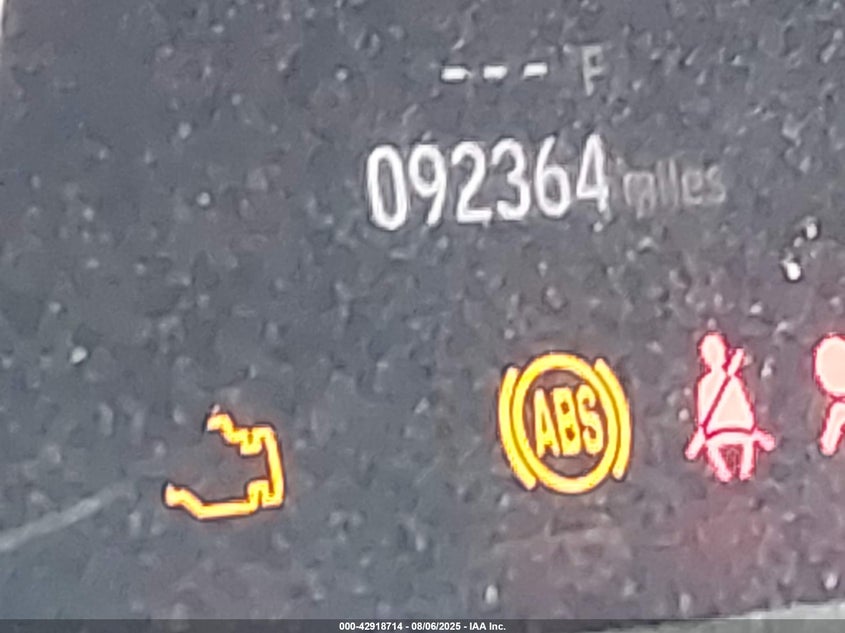 --- F
092364 miles
ABS
000-42918714 - 08/06/2025 - IAA Inc.